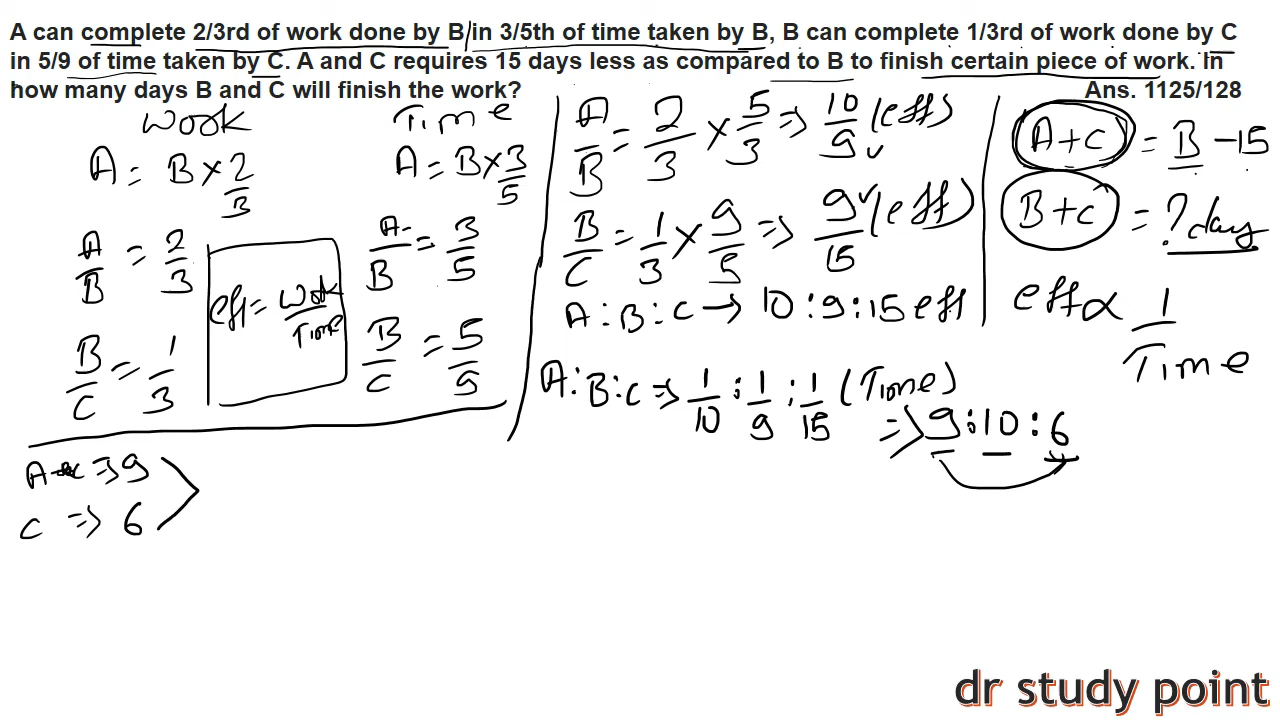 A can complete 2/3rd of work done by B in 3/5th of time taken by B, B can complete 1/3rd of work done by C
in 5/9 of time taken by C. A and C requires 15 days less as compared to B to finish certain piece of work. In
how many days B and C will finish the work? Ans. 1125/128
Work Time
A = B × 2/3 A = B × 3/5
A/B = 2/3 A/B = 3/5
eff = Work/Time
B/C = 1/3 B/C = 5/9
A/B = 2/3 × 5/3 ⇒ 10/9 (eff)
B/C = 1/3 × 9/5 ⇒ 9/15 (eff)
A : B : C → 10 : 9 : 15 eff
A : B : C ⇒ 1/10 : 1/9 : 1/15 (Time)
⇒ 9 : 10 : 6
A+C = B - 15
B+C = ? day
eff ∝ 1/Time
A ⇒ 9
C ⇒ 6
dr study point